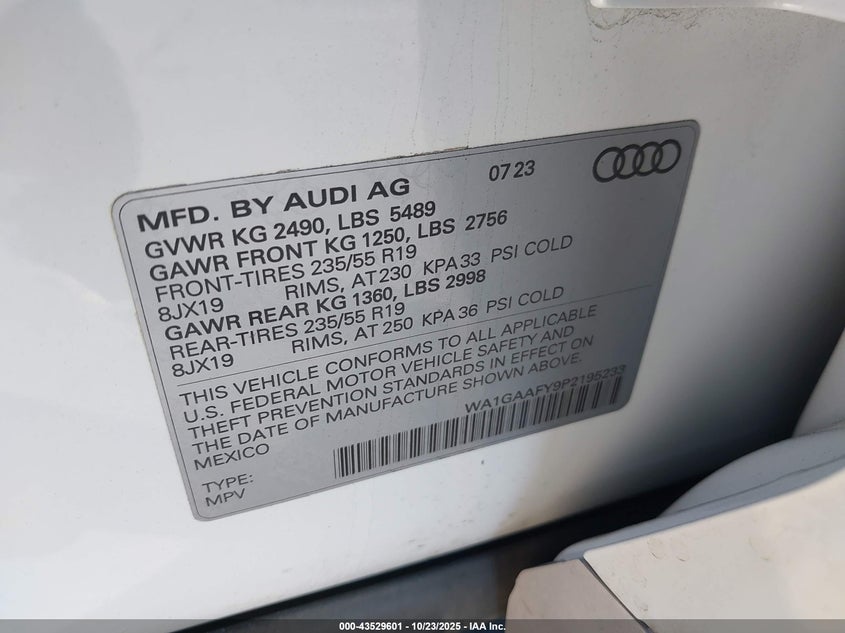 07 23
MFD. BY AUDI AG
GVWR KG 2490, LBS 5489
GAWR FRONT KG 1250, LBS 2756
FRONT-TIRES 235/55 R19
8JX19 RIMS, AT 230 KPA 33 PSI COLD
GAWR REAR KG 1360, LBS 2998
REAR-TIRES 235/55 R19
8JX19 RIMS, AT 250 KPA 36 PSI COLD
THIS VEHICLE CONFORMS TO ALL APPLICABLE
U.S. FEDERAL MOTOR VEHICLE SAFETY AND
THEFT PREVENTION STANDARDS IN EFFECT ON
THE DATE OF MANUFACTURE SHOWN ABOVE.
MEXICO
WA1GAAFY9P2195233
TYPE:
MPV
000-43529601 - 10/23/2025 - IAA Inc.